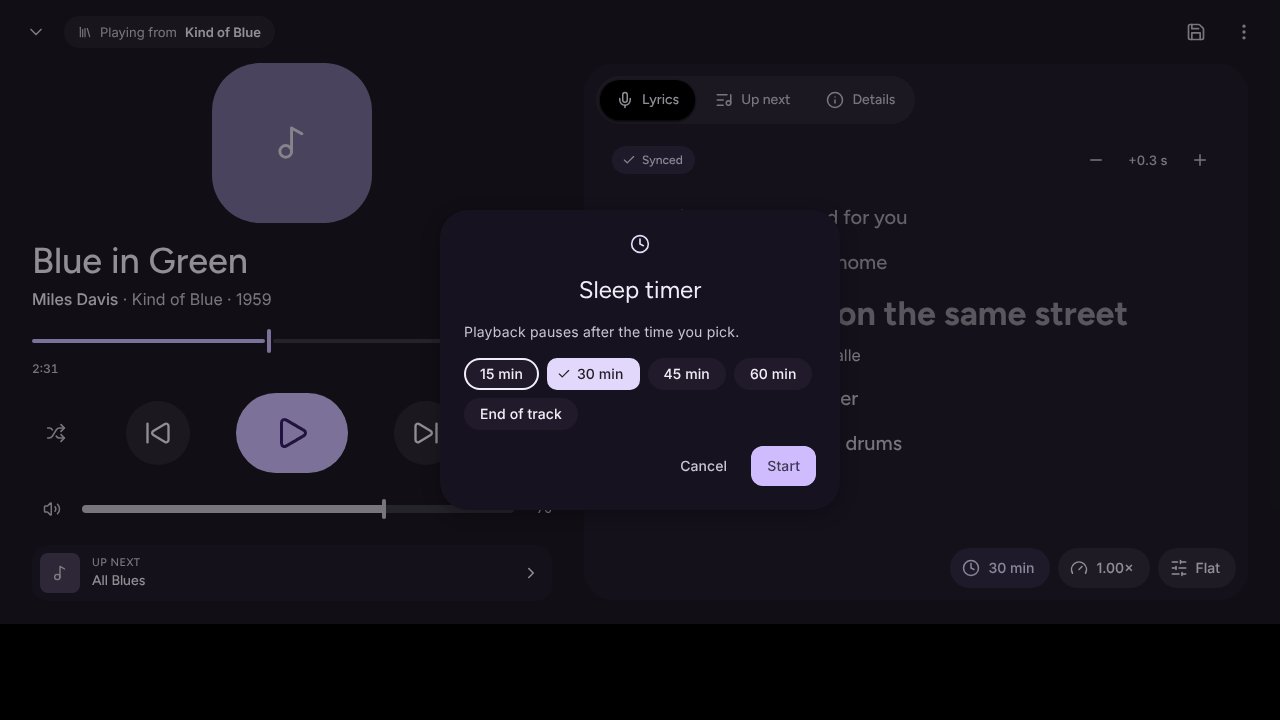 Playing from Kind of Blue
Lyrics
Up next
Details
Synced
+0.3 s
for you
home
on the same street
drums
Blue in Green
Miles Davis · Kind of Blue · 1959
2:31
UP NEXT
All Blues
Sleep timer
Playback pauses after the time you pick.
15 min
30 min
45 min
60 min
End of track
Cancel
Start
30 min
1.00×
Flat